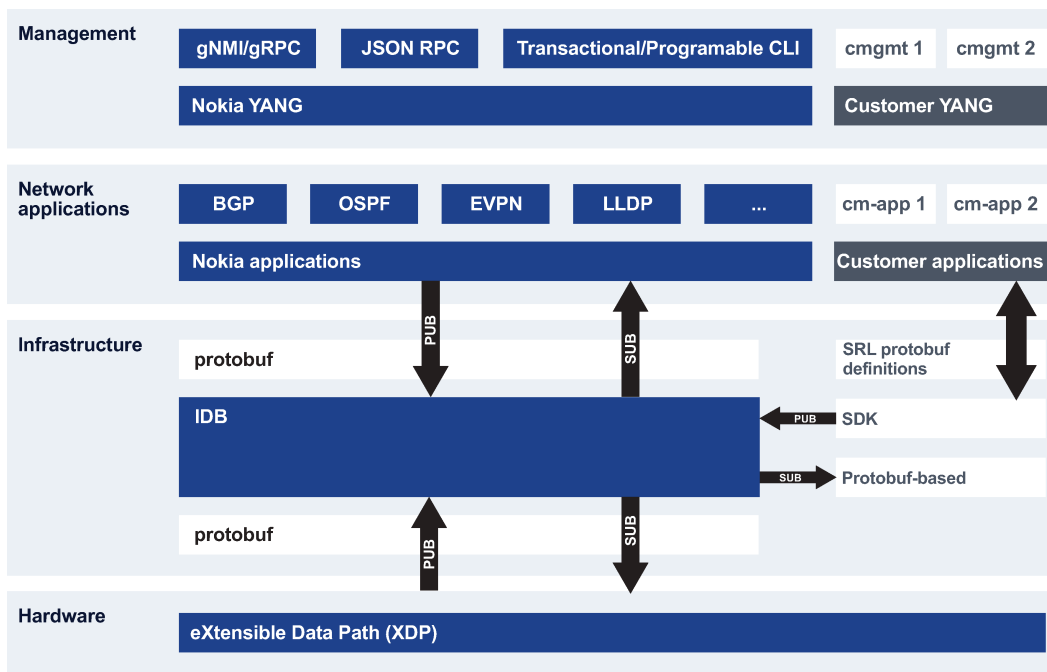 Management
gNMI/gRPC
JSON RPC
Transactional/Programable CLI
cmgmt 1
cmgmt 2
Nokia YANG
Customer YANG
Network
applications
BGP
OSPF
EVPN
LLDP
...
cm-app 1
cm-app 2
Nokia applications
Customer applications
PUB
SUB
Infrastructure
protobuf
SRL protobuf
definitions
IDB
PUB
SDK
SUB
Protobuf-based
protobuf
PUB
SUB
Hardware
eXtensible Data Path (XDP)